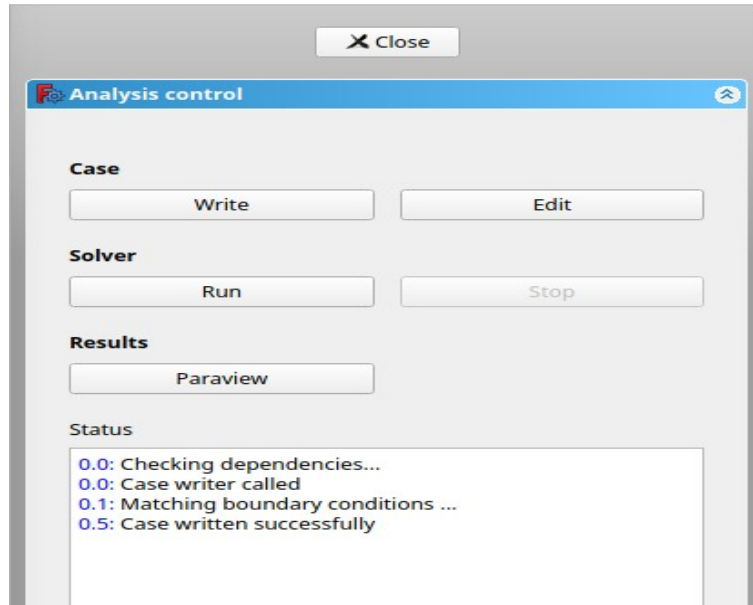 Close
Analysis control
Case
Write Edit
Solver
Run Stop
Results
Paraview
Status
0.0: Checking dependencies...
0.0: Case writer called
0.1: Matching boundary conditions ...
0.5: Case written successfully